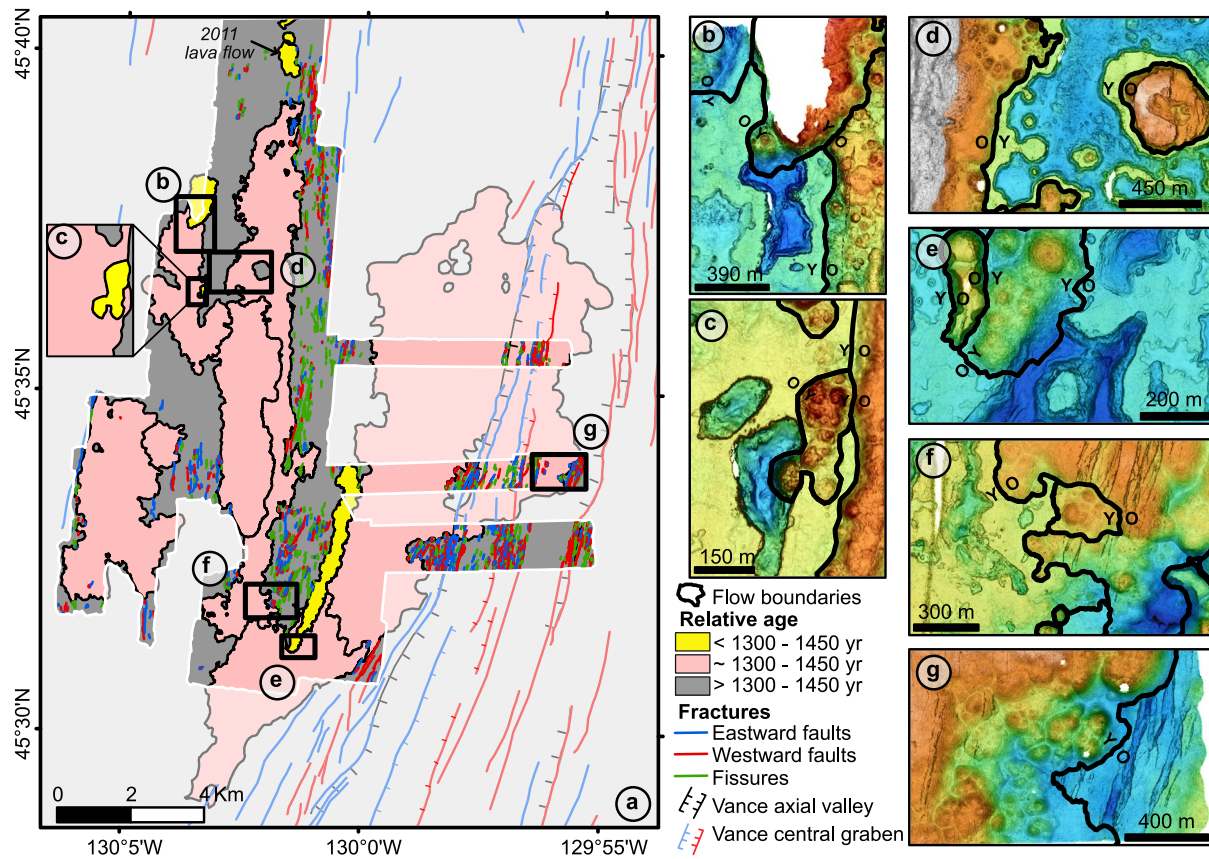 45°40'N
45°35'N
45°30'N
130°5'W
130°0'W
129°55'W
2011
lava flow
b
c
d
g
f
e
a
0 2 4 Km
b
O
Y
O
Y
Y
O
Y O
390 m
c
Y O
O
Y
O
150 m
Flow boundaries
Relative age
< 1300 - 1450 yr
~ 1300 - 1450 yr
> 1300 - 1450 yr
Fractures
Eastward faults
Westward faults
Fissures
Vance axial valley
Vance central graben
d
Y O
O Y
450 m
e
Y
O
Y O
Y
O
Y
O
200 m
f
Y O
Y O
300 m
g
Y
O
400 m